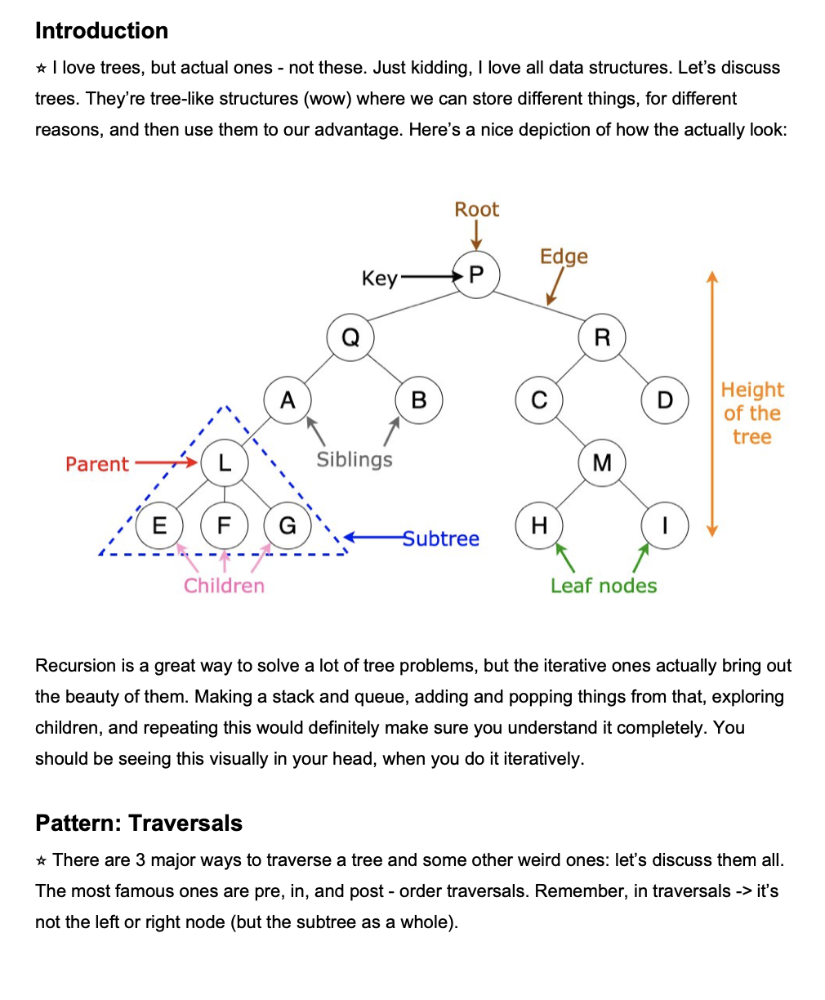 Introduction
☆ I love trees, but actual ones - not these. Just kidding, I love all data structures. Let’s discuss
trees. They’re tree-like structures (wow) where we can store different things, for different
reasons, and then use them to our advantage. Here’s a nice depiction of how the actually look:
Root
Edge
Key
P
Q
R
A
B
C
D
Height
of the
tree
Siblings
Parent
L
M
E
F
G
H
I
Subtree
Children
Leaf nodes
Recursion is a great way to solve a lot of tree problems, but the iterative ones actually bring out
the beauty of them. Making a stack and queue, adding and popping things from that, exploring
children, and repeating this would definitely make sure you understand it completely. You
should be seeing this visually in your head, when you do it iteratively.
Pattern: Traversals
☆ There are 3 major ways to traverse a tree and some other weird ones: let’s discuss them all.
The most famous ones are pre, in, and post - order traversals. Remember, in traversals -> it’s
not the left or right node (but the subtree as a whole).